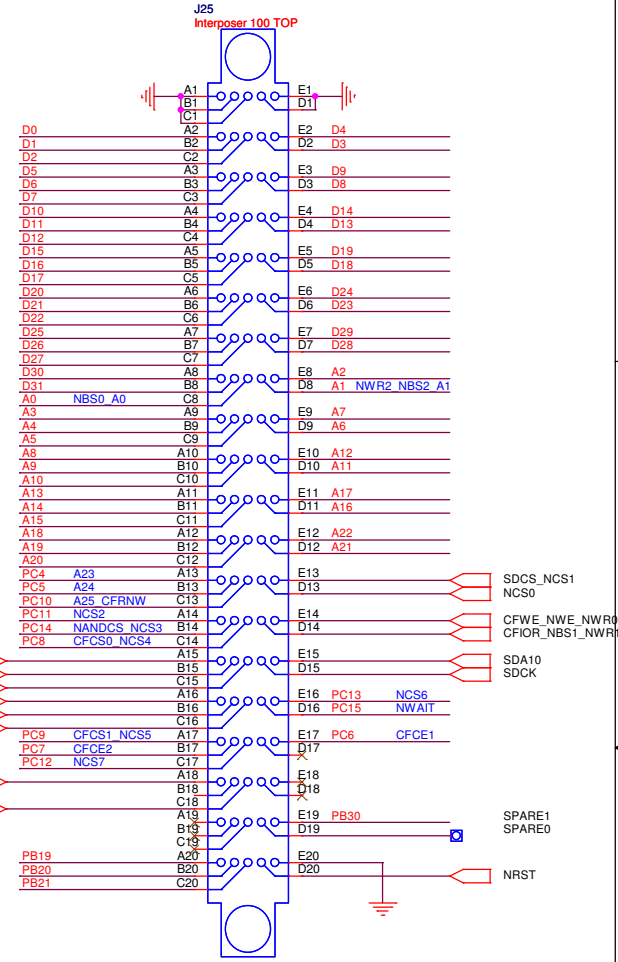 J25
Interposer 100 TOP
A1 E1
B1 D1
C1
D0 A2 E2 D4
D1 B2 D2 D3
D2 C2
D5 A3 E3 D9
D6 B3 D3 D8
D7 C3
D10 A4 E4 D14
D11 B4 D4 D13
D12 C4
D15 A5 E5 D19
D16 B5 D5 D18
D17 C5
D20 A6 E6 D24
D21 B6 D6 D23
D22 C6
D25 A7 E7 D29
D26 B7 D7 D28
D27 C7
D30 A8 E8 A2
D31 B8 D8 A1 NWR2_NBS2_A1
A0 NBS0_A0 C8
A3 A9 E9 A7
A4 B9 D9 A6
A5 C9
A8 A10 E10 A12
A9 B10 D10 A11
A10 C10
A13 A11 E11 A17
A14 B11 D11 A16
A15 C11
A18 A12 E12 A22
A19 B12 D12 A21
A20 C12
PC4 A23 A13 E13 SDCS_NCS1
PC5 A24 B13 D13 NCS0
PC10 A25_CFRNW C13
PC11 NCS2 A14 E14 CFWE_NWE_NWR0
PC14 NANDCS_NCS3 B14 D14 CFIOR_NBS1_NWR1
PC8 CFCS0_NCS4 C14
A15 E15 SDA10
B15 D15 SDCK
C15
A16 E16 PC13 NCS6
B16 D16 PC15 NWAIT
C16
PC9 CFCS1_NCS5 A17 E17 PC6 CFCE1
PC7 CFCE2 B17 D17
PC12 NCS7 C17
A18 E18
B18 D18
C18
A19 E19 PB30 SPARE1
B19 D19 SPARE0
C19
PB19 A20 E20
PB20 B20 D20 NRST
PB21 C20